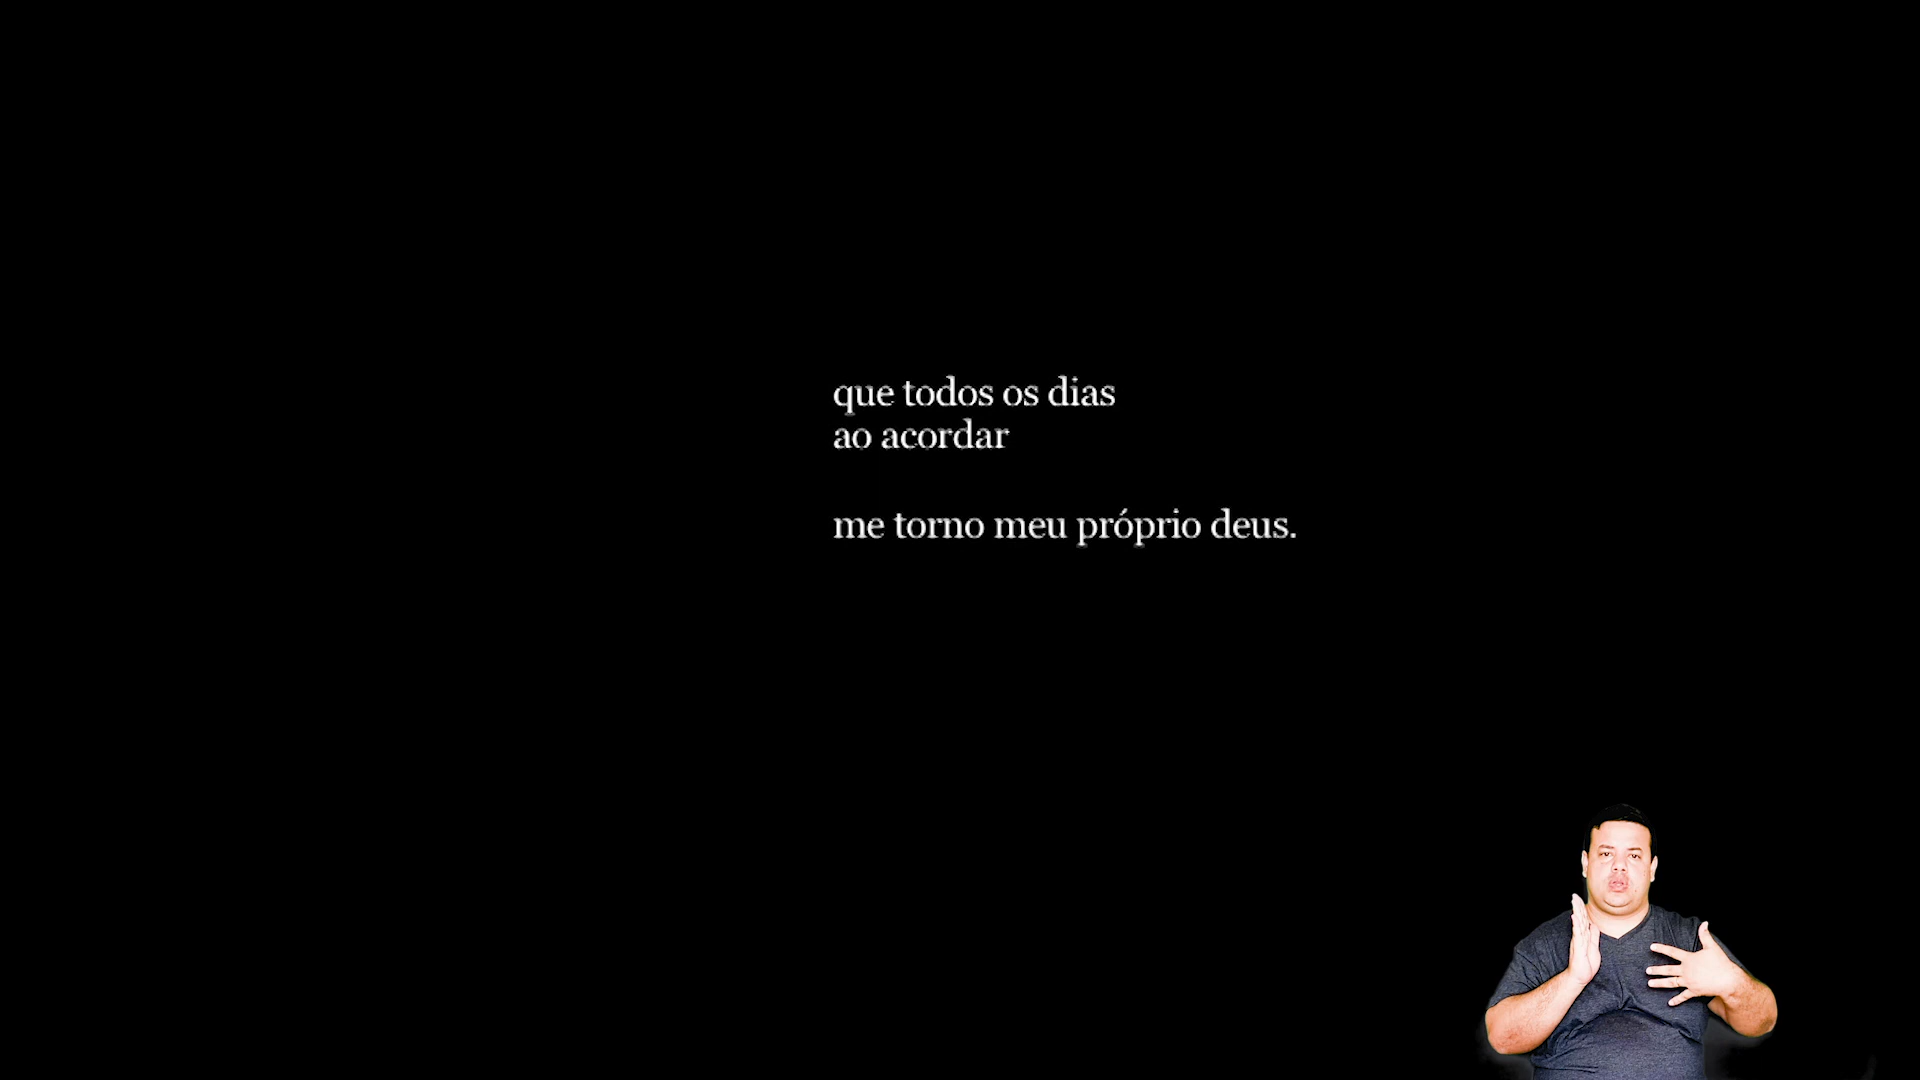 que todos os dias
ao acordar
me torno meu próprio deus.